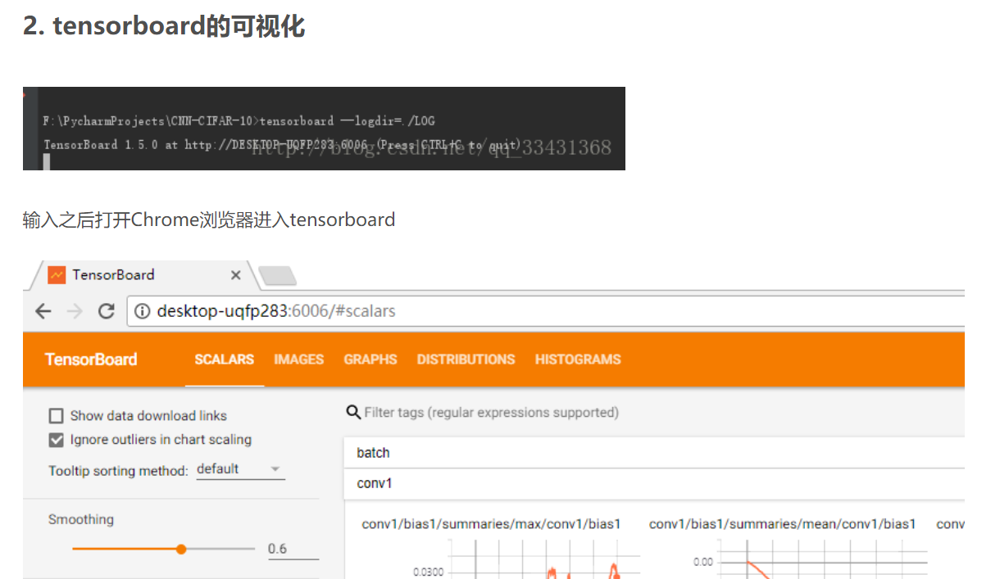 2. tensorboard的可视化
F:\PycharmProjects\CNN-CIFAR-10>tensorboard --logdir=./LOG
TensorBoard 1.5.0 at http://DESKTOP-UQFP283:6006 (Press CTRL+C to quit)
http://blog.csdn.net/qq_33431368
输入之后打开Chrome浏览器进入tensorboard
TensorBoard
desktop-uqfp283:6006/#scalars
TensorBoard SCALARS IMAGES GRAPHS DISTRIBUTIONS HISTOGRAMS
Show data download links
Ignore outliers in chart scaling
Tooltip sorting method: default
Smoothing
0.6
Filter tags (regular expressions supported)
batch
conv1
conv1/bias1/summaries/max/conv1/bias1 conv1/bias1/summaries/mean/conv1/bias1 conv
0.0300 0.00